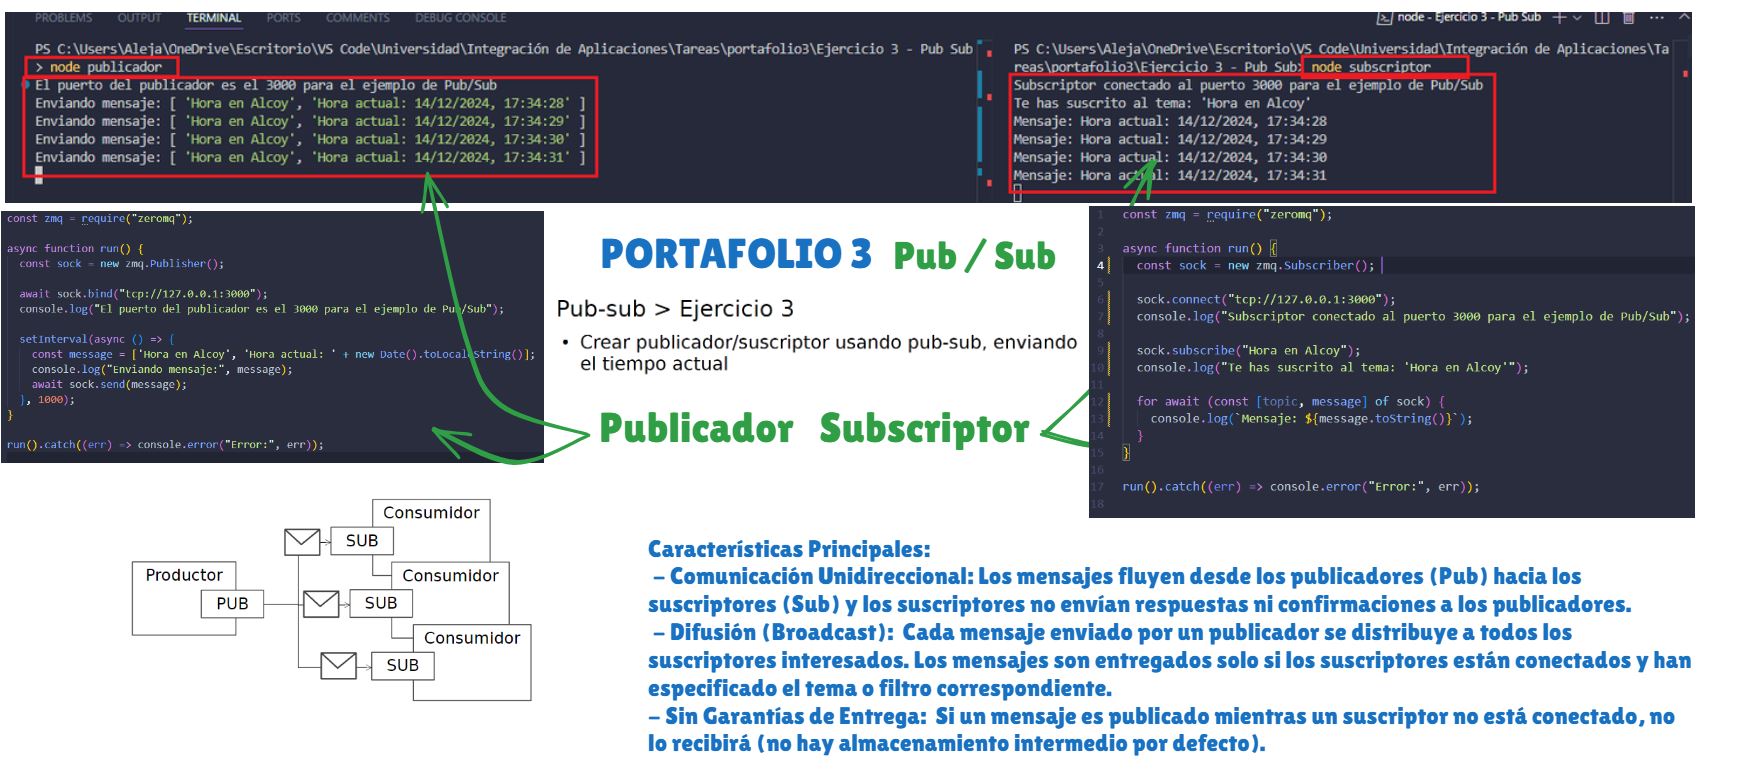 PROBLEMS OUTPUT TERMINAL PORTS COMMENTS DEBUG CONSOLE
node - Ejercicio 3 - Pub Sub
PS C:\Users\Aleja\OneDrive\Escritorio\VS Code\Universidad\Integración de Aplicaciones\Tareas\portafolio3\Ejercicio 3 - Pub Sub
> node publicador
El puerto del publicador es el 3000 para el ejemplo de Pub/Sub
Enviando mensaje: [ 'Hora en Alcoy', 'Hora actual: 14/12/2024, 17:34:28' ]
Enviando mensaje: [ 'Hora en Alcoy', 'Hora actual: 14/12/2024, 17:34:29' ]
Enviando mensaje: [ 'Hora en Alcoy', 'Hora actual: 14/12/2024, 17:34:30' ]
Enviando mensaje: [ 'Hora en Alcoy', 'Hora actual: 14/12/2024, 17:34:31' ]
PS C:\Users\Aleja\OneDrive\Escritorio\VS Code\Universidad\Integración de Aplicaciones\Ta
reas\portafolio3\Ejercicio 3 - Pub Sub> node subscriptor
Subscriptor conectado al puerto 3000 para el ejemplo de Pub/Sub
Te has suscrito al tema: 'Hora en Alcoy'
Mensaje: Hora actual: 14/12/2024, 17:34:28
Mensaje: Hora actual: 14/12/2024, 17:34:29
Mensaje: Hora actual: 14/12/2024, 17:34:30
Mensaje: Hora actual: 14/12/2024, 17:34:31
const zmq = require("zeromq");
async function run() {
const sock = new zmq.Publisher();
await sock.bind("tcp://127.0.0.1:3000");
console.log("El puerto del publicador es el 3000 para el ejemplo de Pub/Sub");
setInterval(async () => {
const message = ['Hora en Alcoy', 'Hora actual: ' + new Date().toLocaleString()];
console.log("Enviando mensaje:", message);
await sock.send(message);
}, 1000);
}
run().catch((err) => console.error("Error:", err));
PORTAFOLIO 3 Pub / Sub
Pub-sub > Ejercicio 3
• Crear publicador/suscriptor usando pub-sub, enviando
el tiempo actual
Publicador Subscriptor
1 const zmq = require("zeromq");
2
3 async function run() {
4 const sock = new zmq.Subscriber();
5
6 sock.connect("tcp://127.0.0.1:3000");
7 console.log("Subscriptor conectado al puerto 3000 para el ejemplo de Pub/Sub");
8
9 sock.subscribe("Hora en Alcoy");
10 console.log("Te has suscrito al tema: 'Hora en Alcoy'");
11
12 for await (const [topic, message] of sock) {
13 console.log(`Mensaje: ${message.toString()}`);
14 }
15 }
16
17 run().catch((err) => console.error("Error:", err));
18
Consumidor
SUB
Productor
PUB
Consumidor
SUB
Consumidor
SUB
Características Principales:
– Comunicación Unidireccional: Los mensajes fluyen desde los publicadores (Pub) hacia los
suscriptores (Sub) y los suscriptores no envían respuestas ni confirmaciones a los publicadores.
– Difusión (Broadcast): Cada mensaje enviado por un publicador se distribuye a todos los
suscriptores interesados. Los mensajes son entregados solo si los suscriptores están conectados y han
especificado el tema o filtro correspondiente.
– Sin Garantías de Entrega: Si un mensaje es publicado mientras un suscriptor no está conectado, no
lo recibirá (no hay almacenamiento intermedio por defecto).